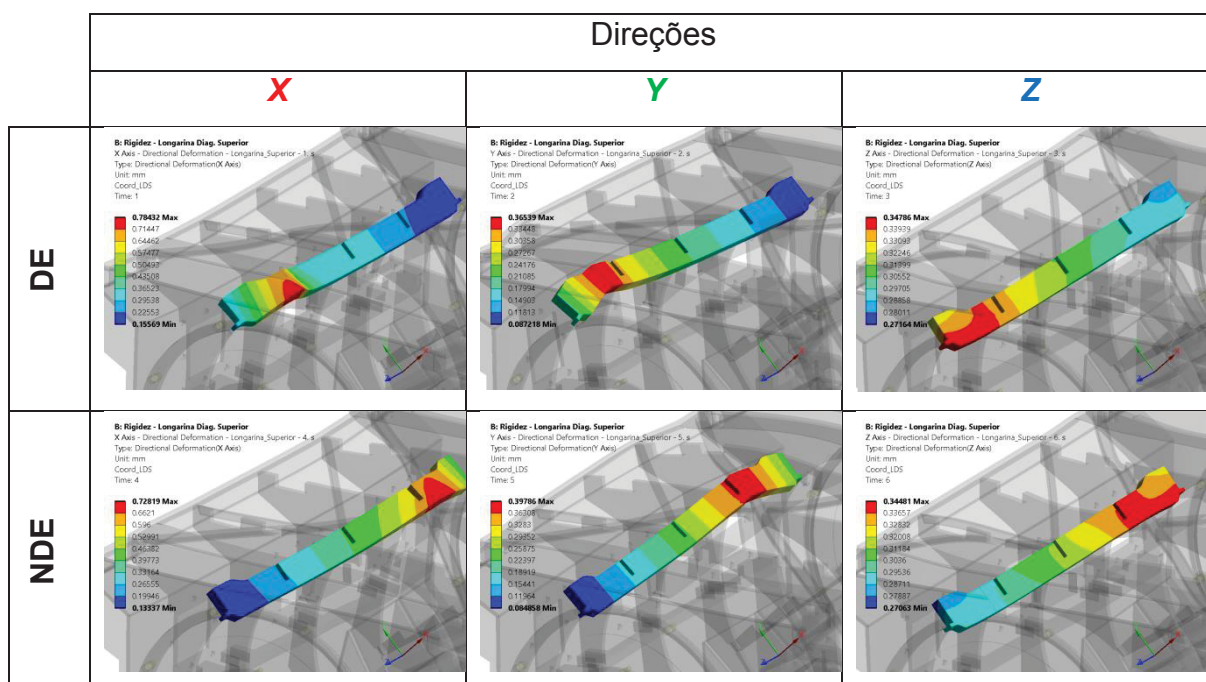 Direções
X
Y
Z
DE
B: Rigidez - Longarina Diag. Superior
X Axis - Directional Deformation - Longarina_Superior - 1. s
Type: Directional Deformation(X Axis)
Unit: mm
Coord_LDS
Time: 1
0.78432 Max
0.71447
0.64462
0.57477
0.50493
0.43508
0.36523
0.29538
0.22553
0.15569 Min
B: Rigidez - Longarina Diag. Superior
Y Axis - Directional Deformation - Longarina_Superior - 2. s
Type: Directional Deformation(Y Axis)
Unit: mm
Coord_LDS
Time: 2
0.36539 Max
0.33448
0.30358
0.27267
0.24176
0.21085
0.17994
0.14903
0.11813
0.087218 Min
B: Rigidez - Longarina Diag. Superior
Z Axis - Directional Deformation - Longarina_Superior - 3. s
Type: Directional Deformation(Z Axis)
Unit: mm
Coord_LDS
Time: 3
0.34786 Max
0.33939
0.33093
0.32246
0.31399
0.30552
0.29705
0.28858
0.28011
0.27164 Min
NDE
B: Rigidez - Longarina Diag. Superior
X Axis - Directional Deformation - Longarina_Superior - 4. s
Type: Directional Deformation(X Axis)
Unit: mm
Coord_LDS
Time: 4
0.72819 Max
0.6621
0.596
0.52991
0.46382
0.39773
0.33164
0.26555
0.19946
0.13337 Min
B: Rigidez - Longarina Diag. Superior
Y Axis - Directional Deformation - Longarina_Superior - 5. s
Type: Directional Deformation(Y Axis)
Unit: mm
Coord_LDS
Time: 5
0.39786 Max
0.36308
0.3283
0.29352
0.25875
0.22397
0.18919
0.15441
0.11964
0.084858 Min
B: Rigidez - Longarina Diag. Superior
Z Axis - Directional Deformation - Longarina_Superior - 6. s
Type: Directional Deformation(Z Axis)
Unit: mm
Coord_LDS
Time: 6
0.34481 Max
0.33657
0.32832
0.32008
0.31184
0.3036
0.29536
0.28711
0.27887
0.27063 Min